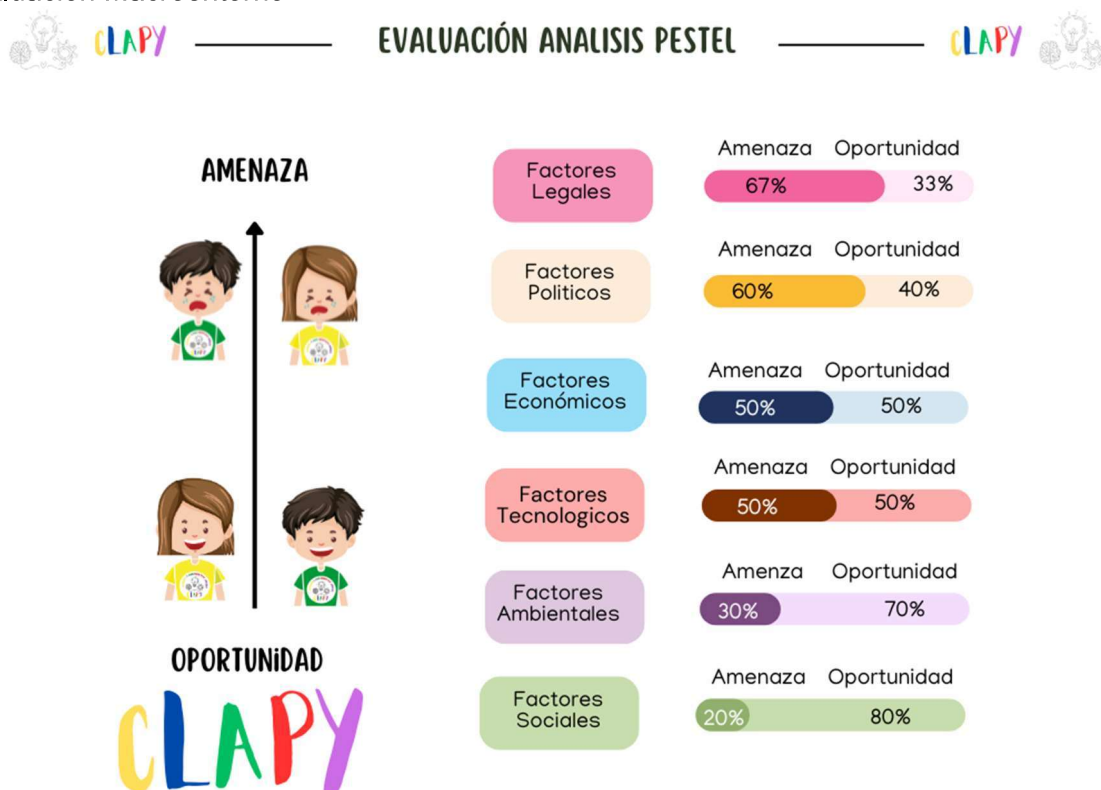 CLAPY
EVALUACIÓN ANALISIS PESTEL
CLAPY
AMENAZA
OPORTUNIDAD
CLAPY
Factores
Legales
Amenaza Oportunidad
67% 33%
Factores
Politicos
Amenaza Oportunidad
60% 40%
Factores
Económicos
Amenaza Oportunidad
50% 50%
Factores
Tecnologicos
Amenaza Oportunidad
50% 50%
Factores
Ambientales
Amenza Oportunidad
30% 70%
Factores
Sociales
Amenaza Oportunidad
20% 80%